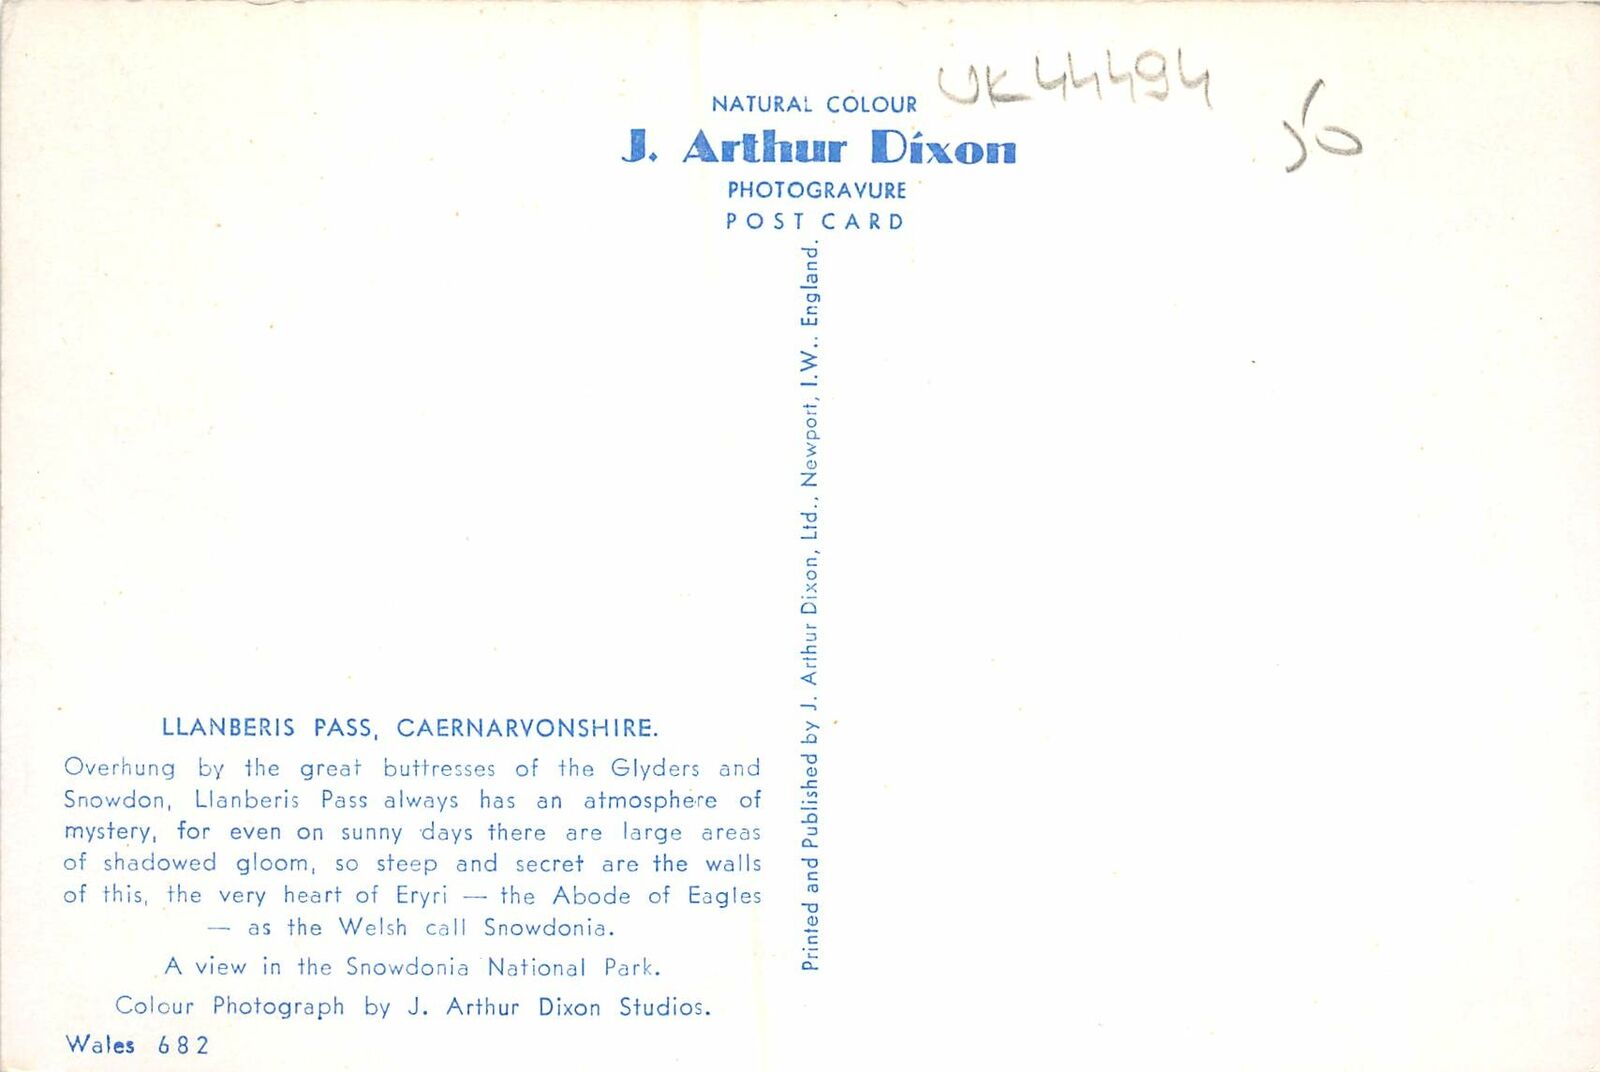 UK44494
50
NATURAL COLOUR
J. Arthur Dixon
PHOTOGRAVURE
POST CARD
Printed and Published by J. Arthur Dixon, Ltd., Newport, I.W., England.
LLANBERIS PASS, CAERNARVONSHIRE.
Overhung by the great buttresses of the Glyders and
Snowdon, Llanberis Pass always has an atmosphere of
mystery, for even on sunny days there are large areas
of shadowed gloom, so steep and secret are the walls
of this, the very heart of Eryri — the Abode of Eagles
— as the Welsh call Snowdonia.
A view in the Snowdonia National Park.
Colour Photograph by J. Arthur Dixon Studios.
Wales 682